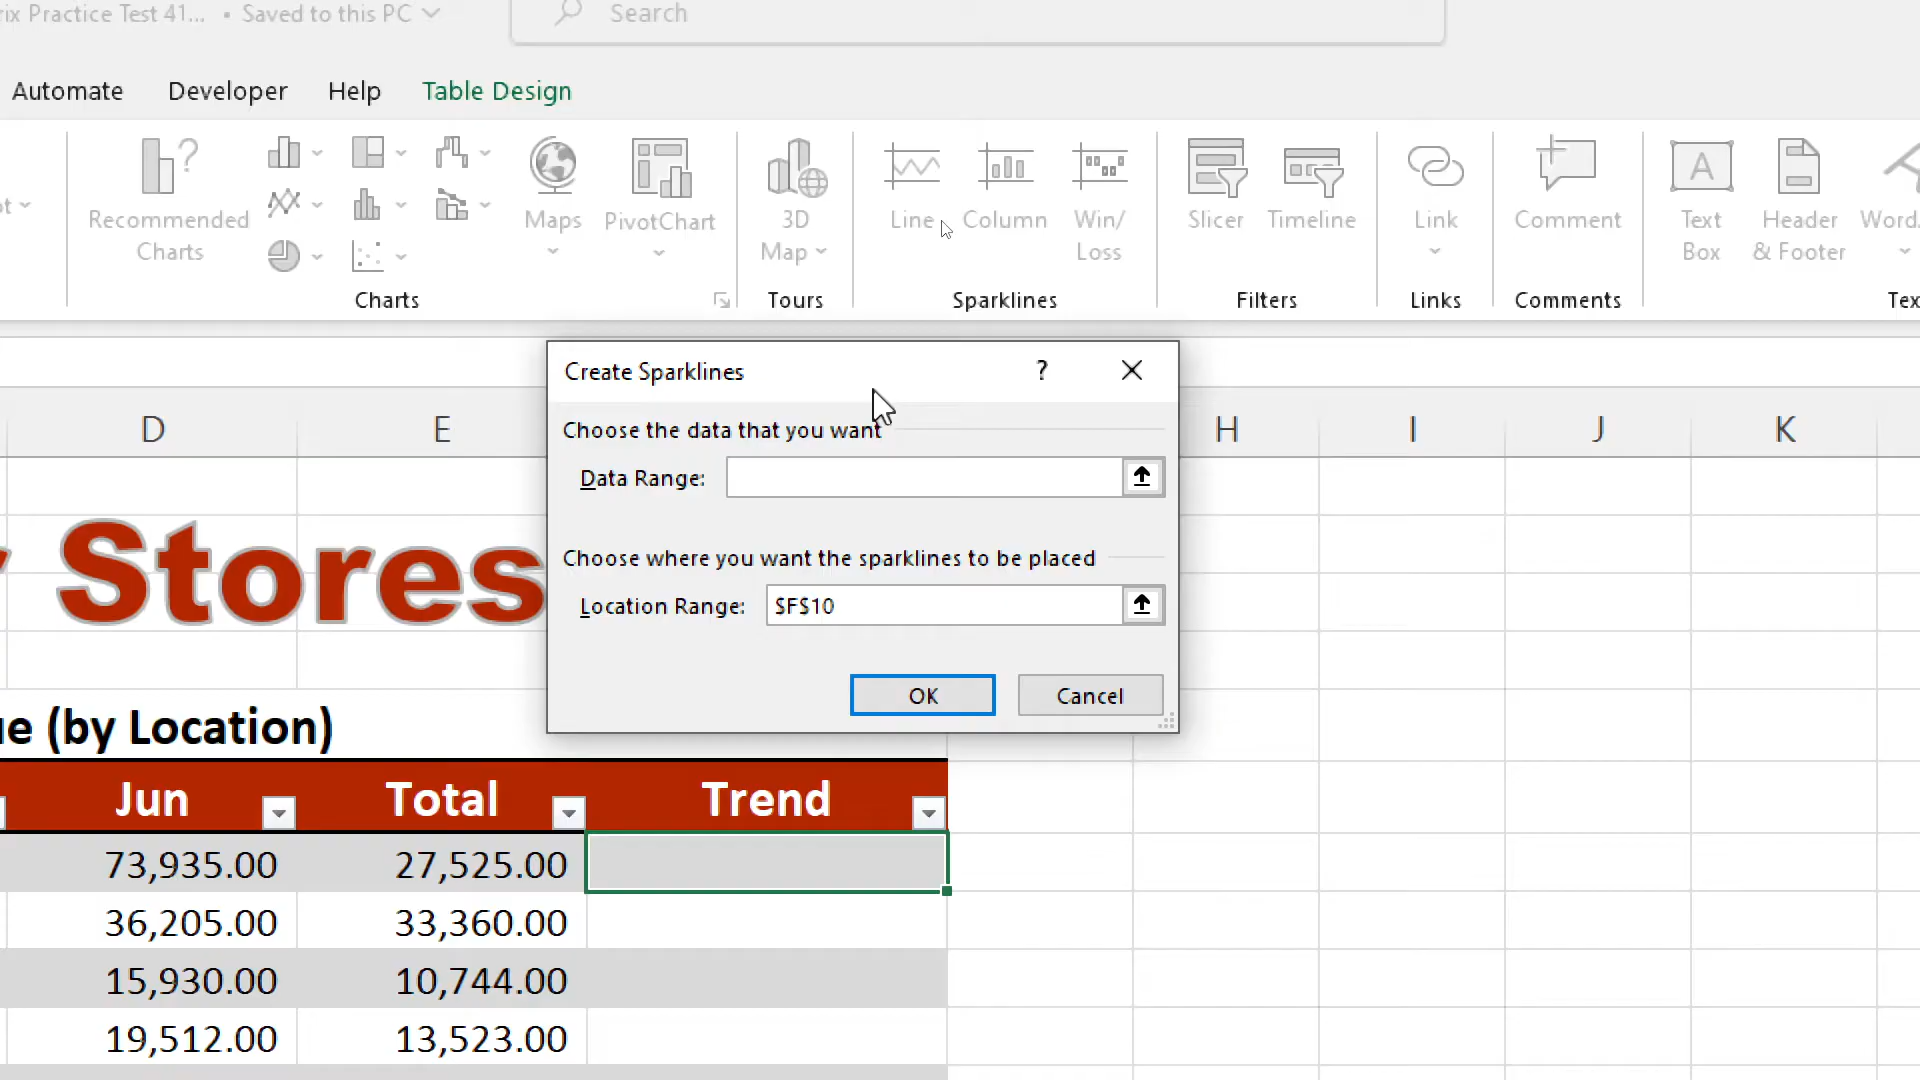 rix Practice Test 41... • Saved to this PC
Search
Automate Developer Help Table Design
Recommended Charts
Maps
PivotChart
3D Map
Line
Column
Win/ Loss
Slicer
Timeline
Link
Comment
Text Box
Header & Footer
Word
Charts
Tours
Sparklines
Filters
Links
Comments
Tex
Create Sparklines ?
Choose the data that you want
Data Range:
Choose where you want the sparklines to be placed
Location Range: $F$10
OK Cancel
D E H I J K
y Stores
ue (by Location)
Jun Total Trend
73,935.00 27,525.00
36,205.00 33,360.00
15,930.00 10,744.00
19,512.00 13,523.00